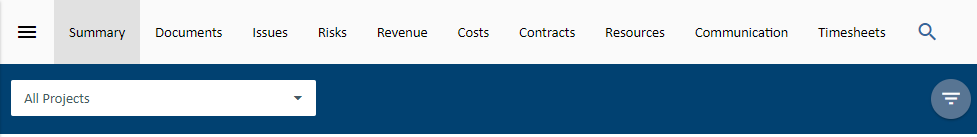 Summary Documents Issues Risks Revenue Costs Contracts Resources Communication Timesheets
All Projects